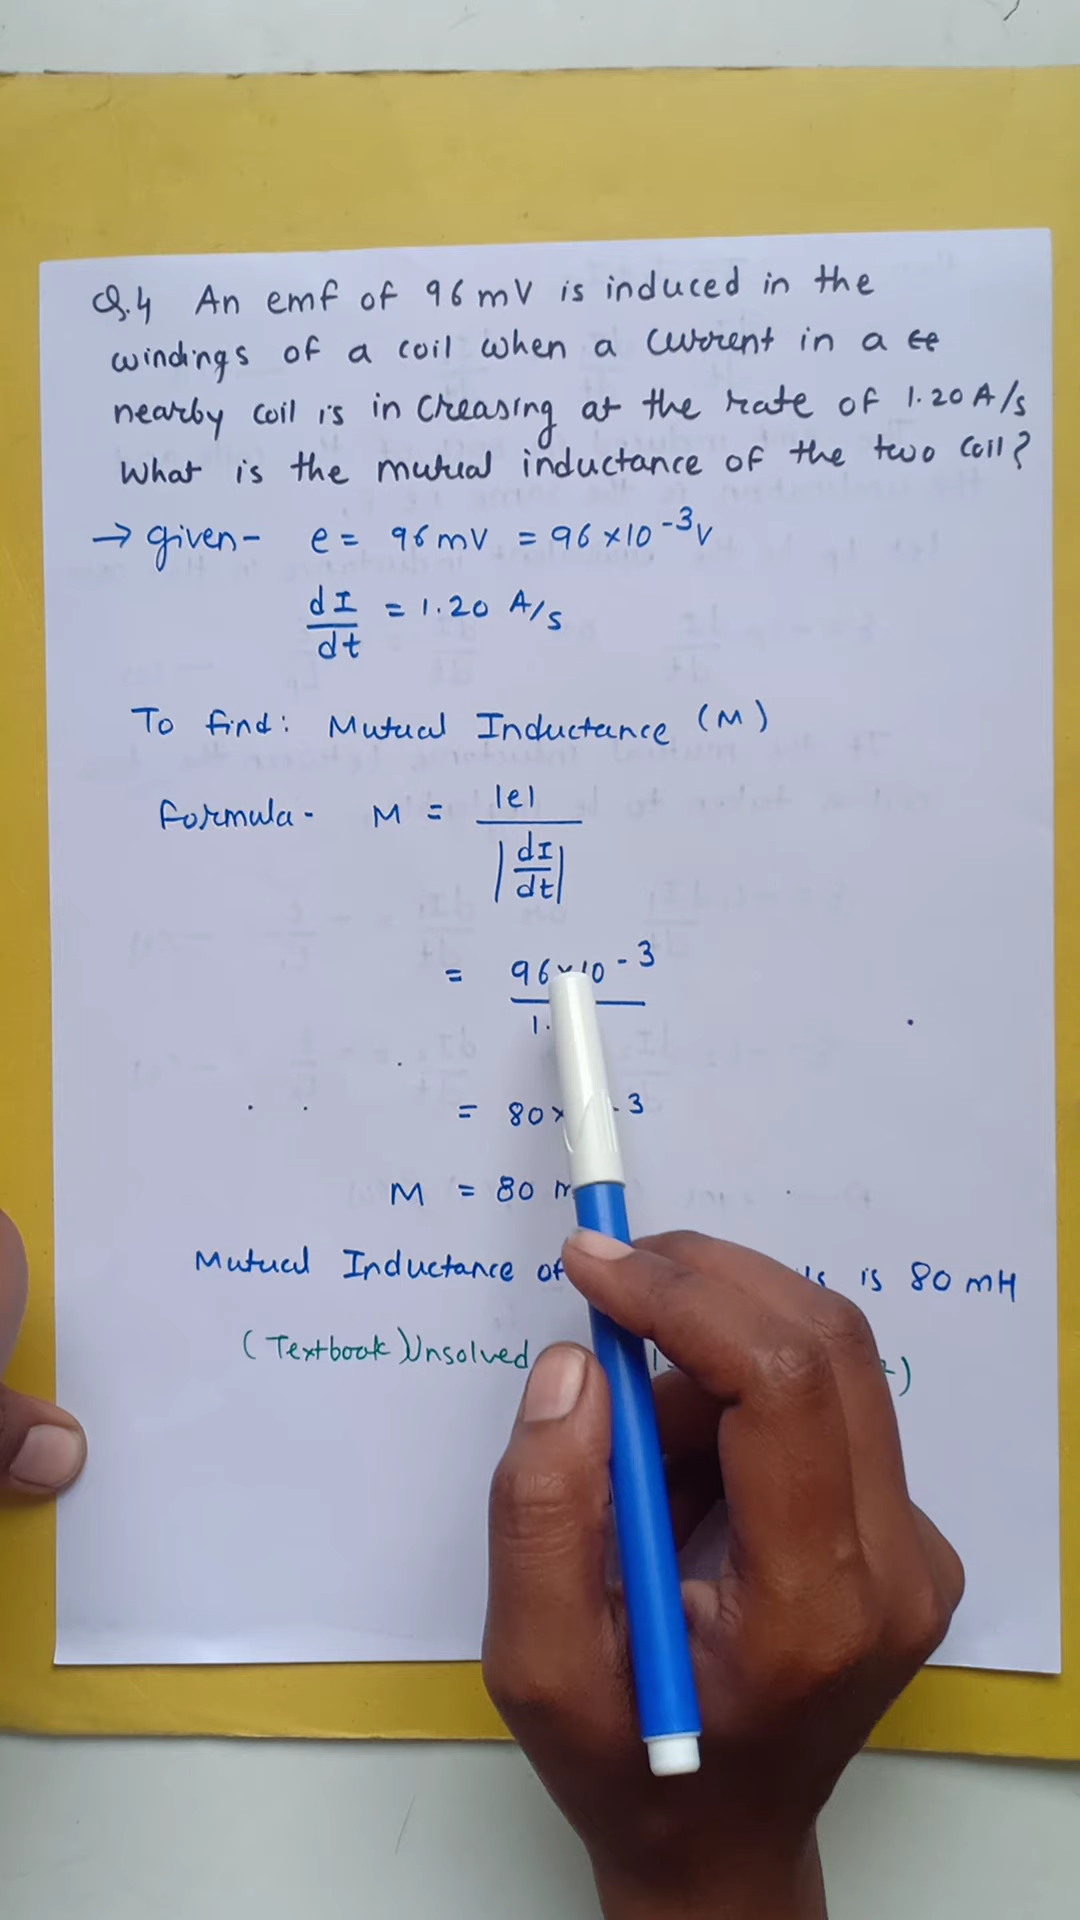 Q.4 An emf of 96 mV is induced in the
windings of a coil when a current in a
nearby coil is increasing at the rate of 1.20 A/s
What is the mutual inductance of the two coil?
→ given- e = 96 mV = 96 × 10⁻³ V
dI/dt = 1.20 A/s
To find: Mutual Inductance (M)
formula- M = |e| / |dI/dt|
= 96×10⁻³ / 1.
= 80× ⁻³
M = 80
Mutual Inductance of is 80 mH
(Textbook) Unsolved )